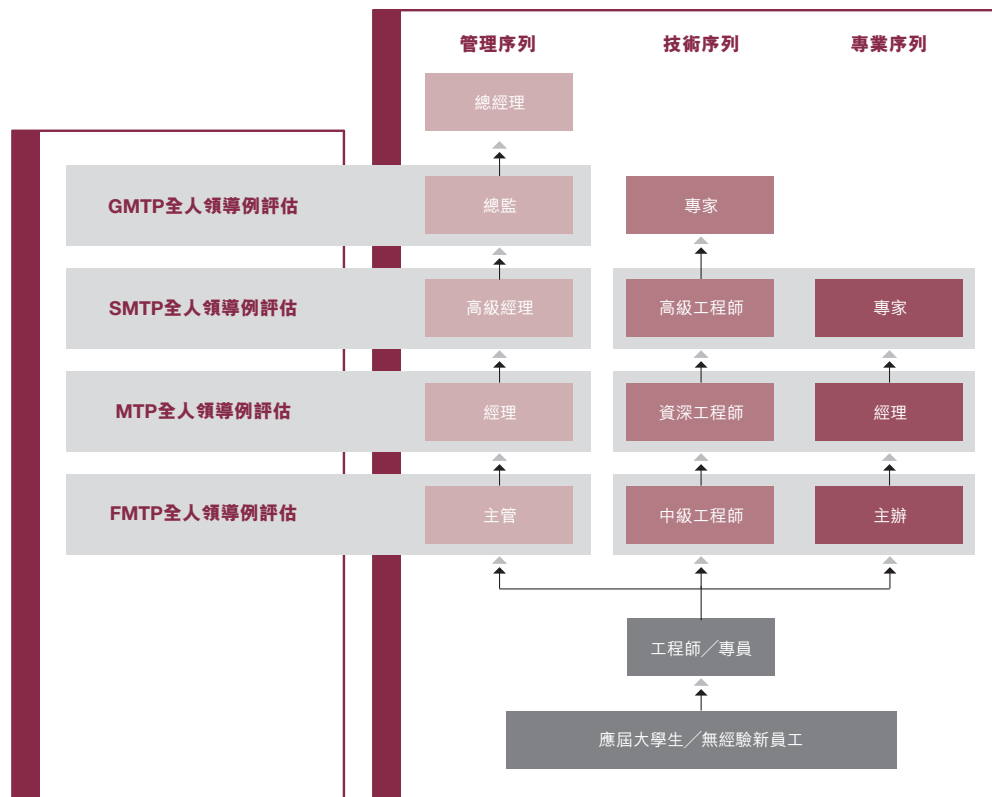 管理序列
技術序列
專業序列
總經理
GMTP全人領導例評估
總監
專家
SMTP全人領導例評估
高級經理
高級工程師
專家
MTP全人領導例評估
經理
資深工程師
經理
FMTP全人領導例評估
主管
中級工程師
主辦
工程師／專員
應屆大學生／無經驗新員工